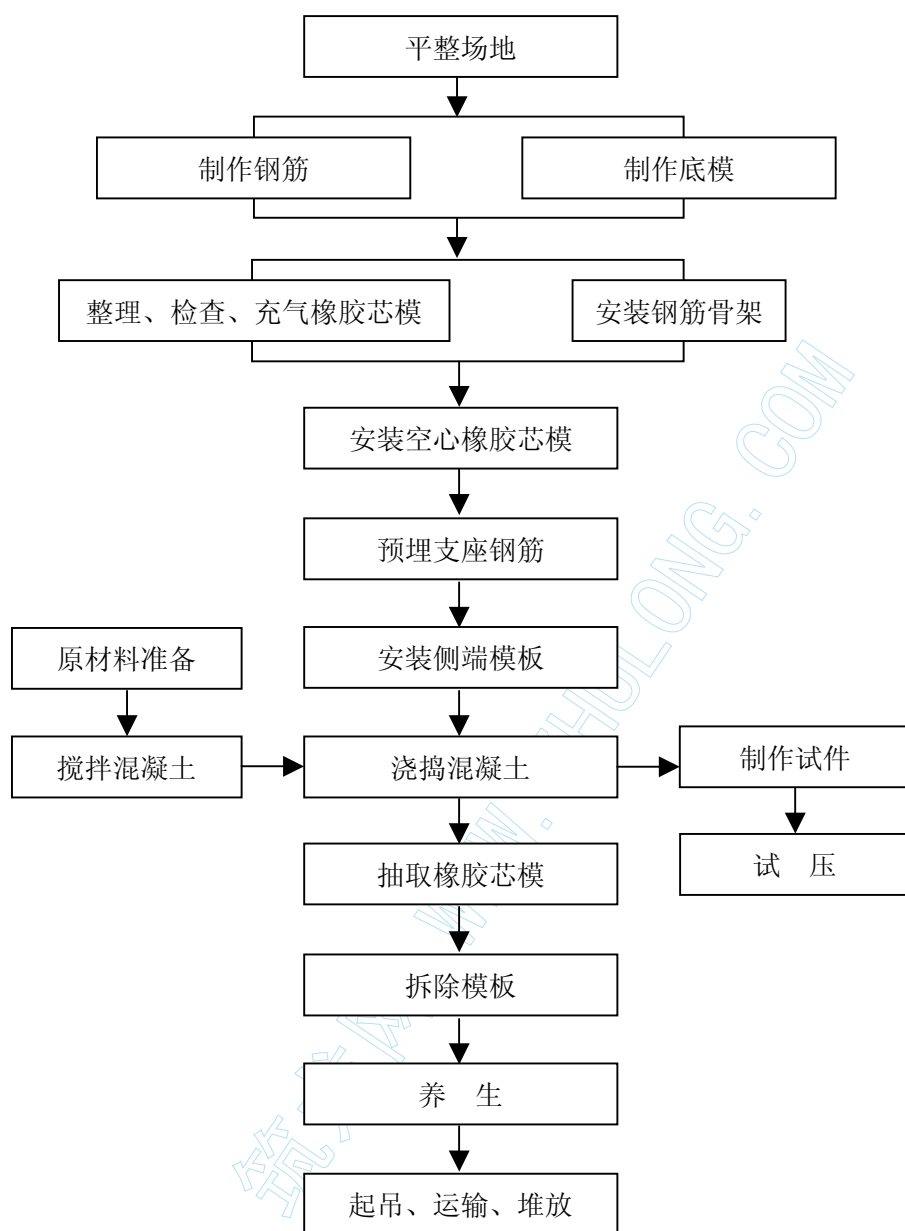 平整场地
制作钢筋
制作底模
整理、检查、充气橡胶芯模
安装钢筋骨架
安装空心橡胶芯模
预埋支座钢筋
原材料准备
安装侧端模板
搅拌混凝土
浇捣混凝土
制作试件
抽取橡胶芯模
试 压
拆除模板
养 生
起吊、运输、堆放